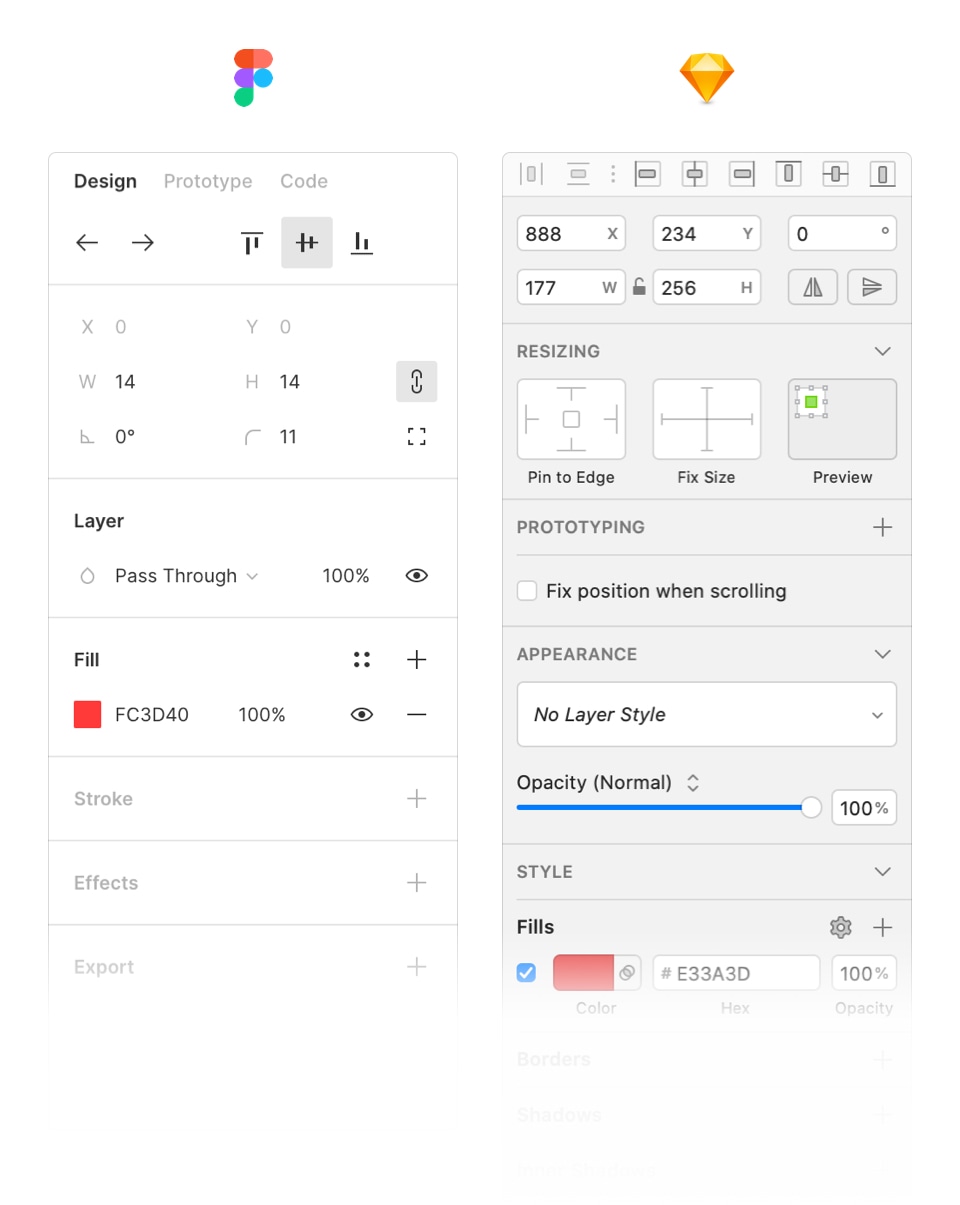 Design Prototype Code
X 0 Y 0
W 14 H 14
0° 11
Layer
Pass Through 100%
Fill
FC3D40 100%
Stroke
Effects
Export
888 X 234 Y 0 °
177 W 256 H
RESIZING
Pin to Edge Fix Size Preview
PROTOTYPING
Fix position when scrolling
APPEARANCE
No Layer Style
Opacity (Normal)
100%
STYLE
Fills
# E33A3D 100%
Color Hex Opacity
Borders
Shadows
Inner Shadows